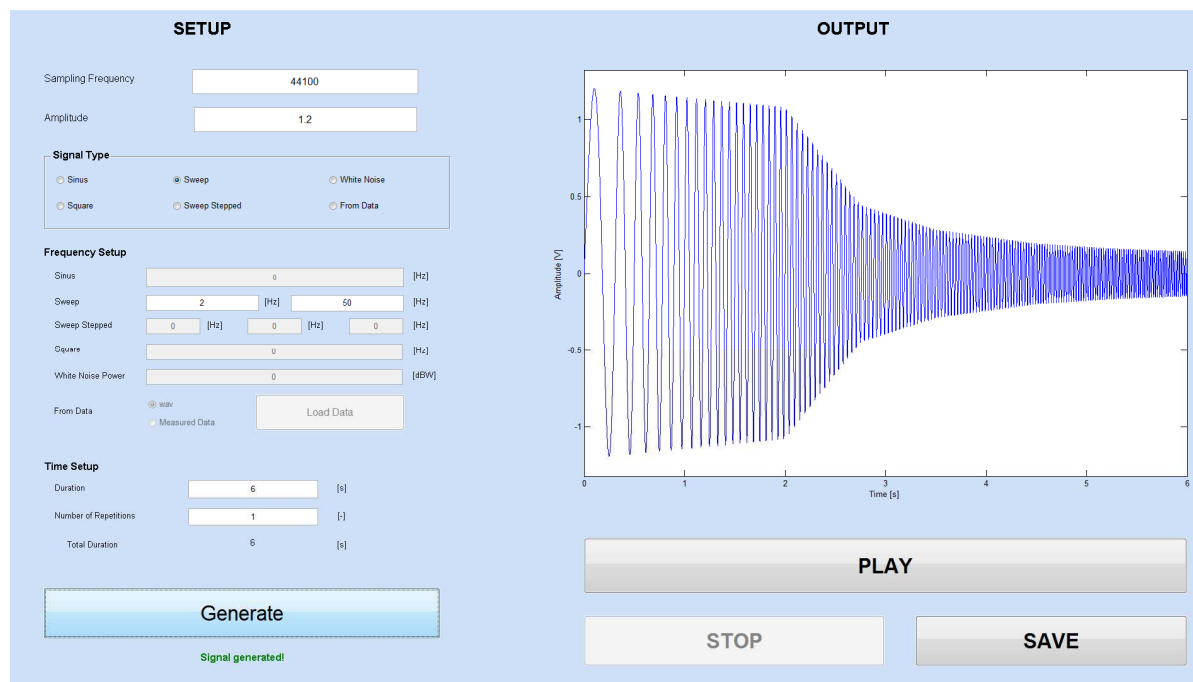 SETUP
Sampling Frequency 44100
Amplitude 1.2
Signal Type
Sinus Sweep White Noise
Square Sweep Stepped From Data
Frequency Setup
Sinus 0 [Hz]
Sweep 2 [Hz] 50 [Hz]
Sweep Stepped 0 [Hz] 0 [Hz] 0 [Hz]
Square 0 [Hz]
White Noise Power 0 [dBW]
From Data wav
Measured Data
Load Data
Time Setup
Duration 6 [s]
Number of Repetitions 1 [-]
Total Duration 6 [s]
Generate
Signal generated!
OUTPUT
Amplitude [V]
1
0.5
0
-0.5
-1
0 1 2 3 4 5 6
Time [s]
PLAY
STOP SAVE